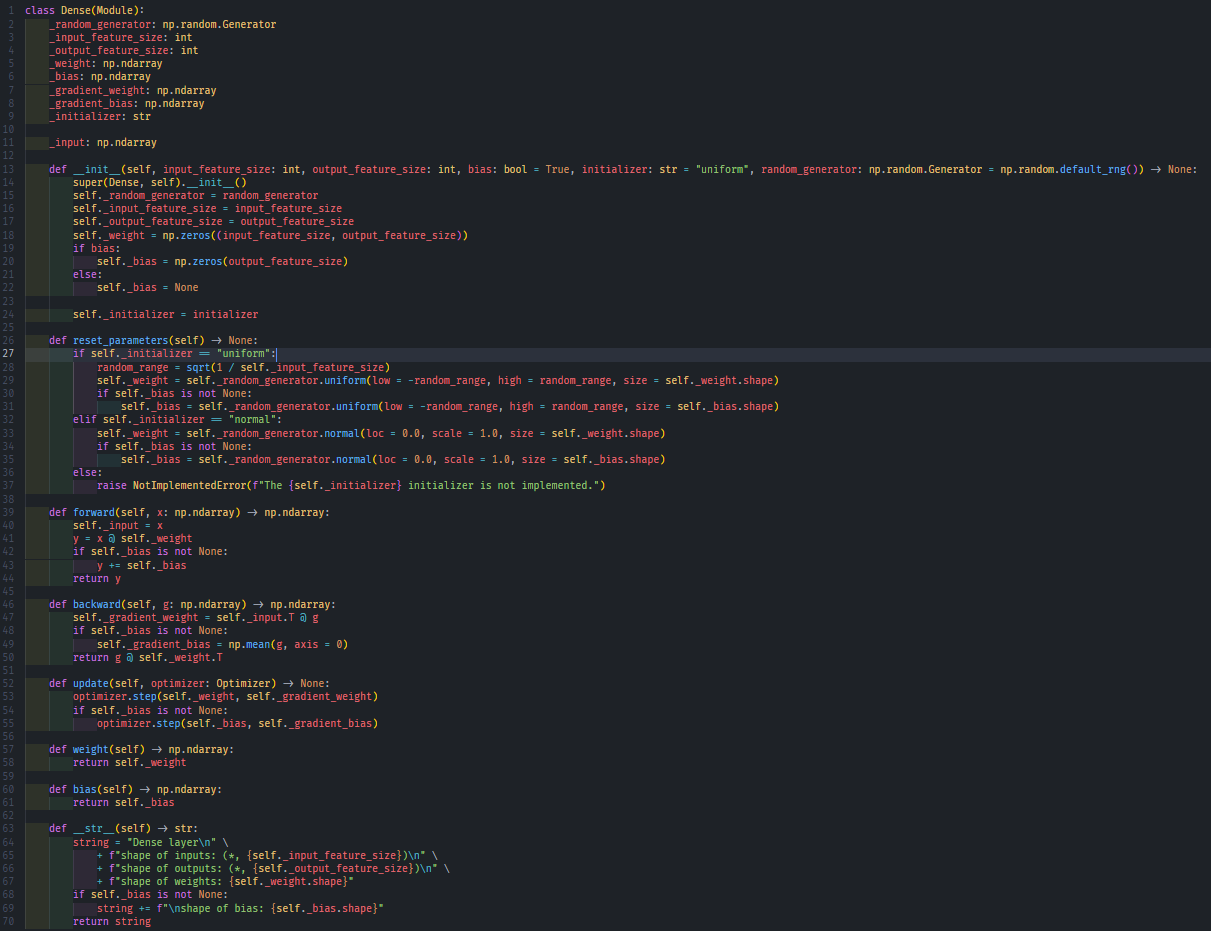 1 class Dense(Module):
2     _random_generator: np.random.Generator
3     _input_feature_size: int
4     _output_feature_size: int
5     _weight: np.ndarray
6     _bias: np.ndarray
7     _gradient_weight: np.ndarray
8     _gradient_bias: np.ndarray
9     _initializer: str
10
11     _input: np.ndarray
12
13     def __init__(self, input_feature_size: int, output_feature_size: int, bias: bool = True, initializer: str = "uniform", random_generator: np.random.Generator = np.random.default_rng()) → None:
14         super(Dense, self).__init__()
15         self._random_generator = random_generator
16         self._input_feature_size = input_feature_size
17         self._output_feature_size = output_feature_size
18         self._weight = np.zeros((input_feature_size, output_feature_size))
19         if bias:
20             self._bias = np.zeros(output_feature_size)
21         else:
22             self._bias = None
23
24         self._initializer = initializer
25
26     def reset_parameters(self) → None:
27         if self._initializer == "uniform":
28             random_range = sqrt(1 / self._input_feature_size)
29             self._weight = self._random_generator.uniform(low = -random_range, high = random_range, size = self._weight.shape)
30             if self._bias is not None:
31                 self._bias = self._random_generator.uniform(low = -random_range, high = random_range, size = self._bias.shape)
32         elif self._initializer == "normal":
33             self._weight = self._random_generator.normal(loc = 0.0, scale = 1.0, size = self._weight.shape)
34             if self._bias is not None:
35                 self._bias = self._random_generator.normal(loc = 0.0, scale = 1.0, size = self._bias.shape)
36         else:
37             raise NotImplementedError(f"The {self._initializer} initializer is not implemented.")
38
39     def forward(self, x: np.ndarray) → np.ndarray:
40         self._input = x
41         y = x @ self._weight
42         if self._bias is not None:
43             y += self._bias
44         return y
45
46     def backward(self, g: np.ndarray) → np.ndarray:
47         self._gradient_weight = self._input.T @ g
48         if self._bias is not None:
49             self._gradient_bias = np.mean(g, axis = 0)
50         return g @ self._weight.T
51
52     def update(self, optimizer: Optimizer) → None:
53         optimizer.step(self._weight, self._gradient_weight)
54         if self._bias is not None:
55             optimizer.step(self._bias, self._gradient_bias)
56
57     def weight(self) → np.ndarray:
58         return self._weight
59
60     def bias(self) → np.ndarray:
61         return self._bias
62
63     def __str__(self) → str:
64         string = "Dense layer\n" \
65             + f"shape of inputs: (*, {self._input_feature_size})\n" \
66             + f"shape of outputs: (*, {self._output_feature_size})\n" \
67             + f"shape of weights: {self._weight.shape}"
68         if self._bias is not None:
69             string += f"\nshape of bias: {self._bias.shape}"
70         return string